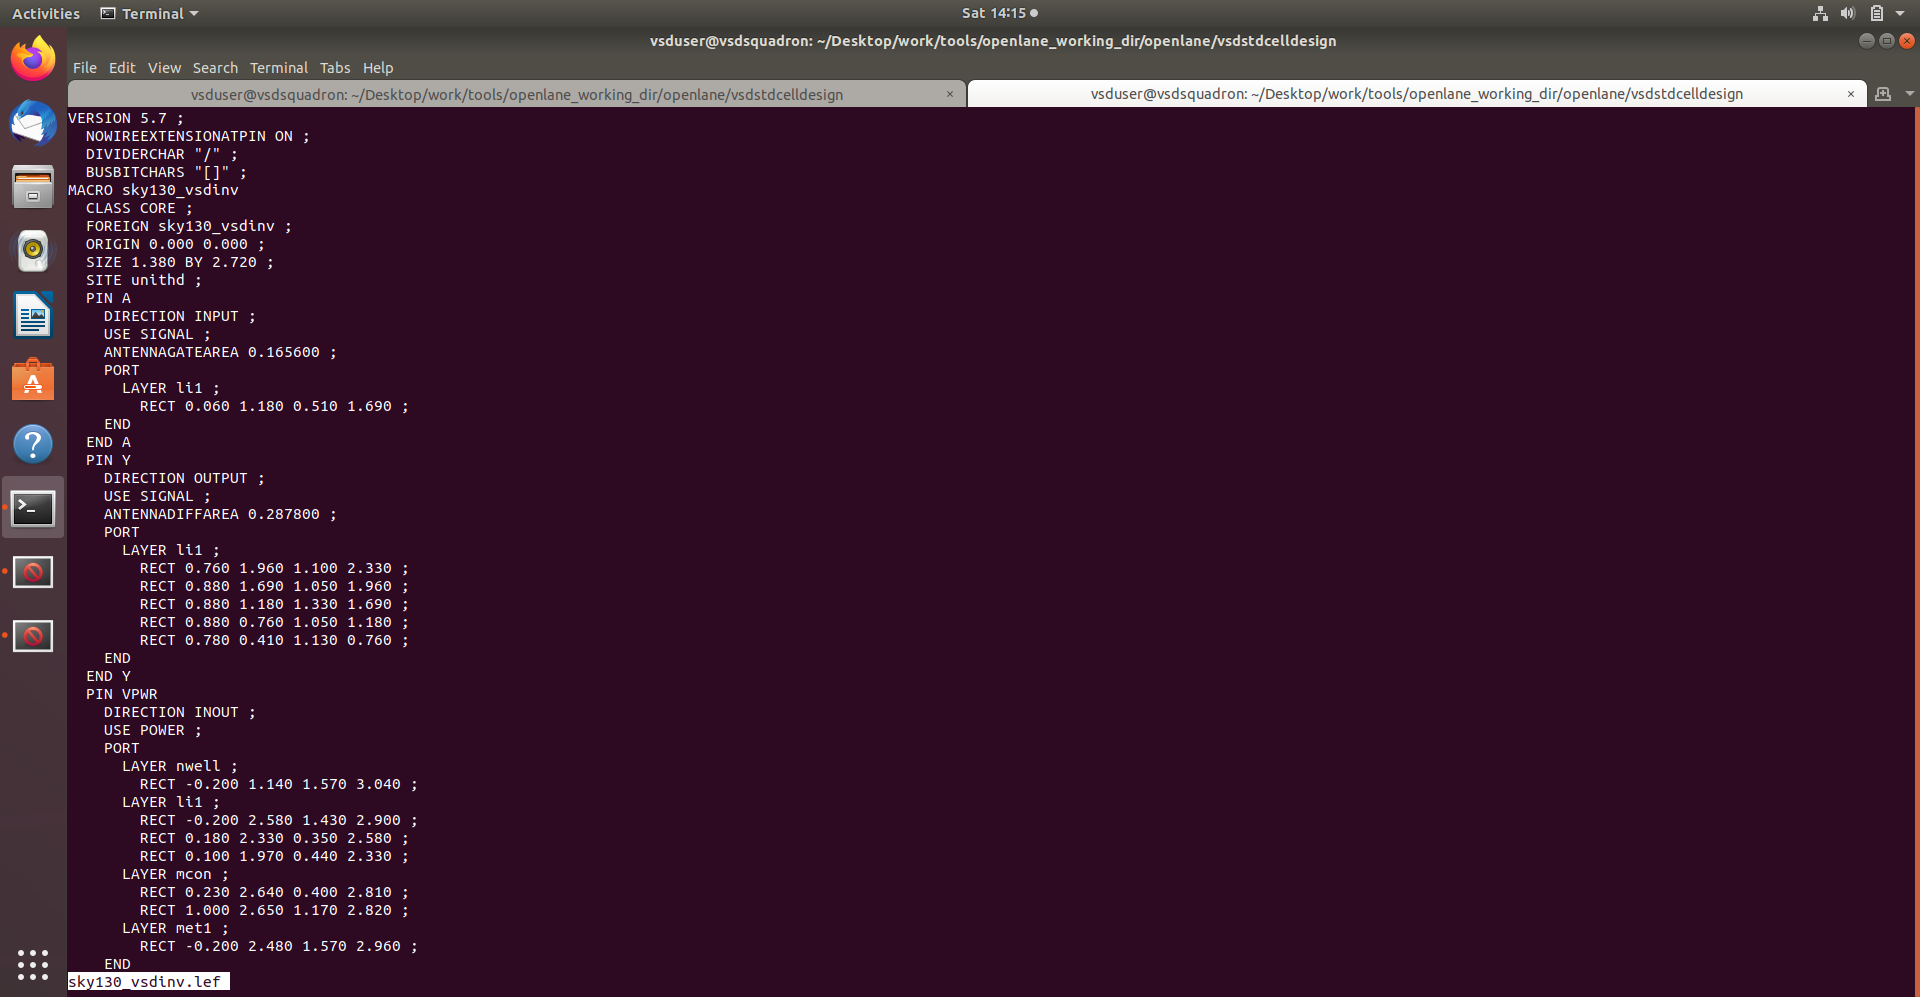 Activities
Terminal
Sat 14:15
vsduser@vsdsquadron: ~/Desktop/work/tools/openlane_working_dir/openlane/vsdstdcelldesign
File Edit View Search Terminal Tabs Help
vsduser@vsdsquadron: ~/Desktop/work/tools/openlane_working_dir/openlane/vsdstdcelldesign ×
vsduser@vsdsquadron: ~/Desktop/work/tools/openlane_working_dir/openlane/vsdstdcelldesign ×
VERSION 5.7 ;
  NOWIREEXTENSIONATPIN ON ;
  DIVIDERCHAR "/" ;
  BUSBITCHARS "[]" ;
MACRO sky130_vsdinv
  CLASS CORE ;
  FOREIGN sky130_vsdinv ;
  ORIGIN 0.000 0.000 ;
  SIZE 1.380 BY 2.720 ;
  SITE unithd ;
  PIN A
    DIRECTION INPUT ;
    USE SIGNAL ;
    ANTENNAGATEAREA 0.165600 ;
    PORT
      LAYER li1 ;
        RECT 0.060 1.180 0.510 1.690 ;
    END
  END A
  PIN Y
    DIRECTION OUTPUT ;
    USE SIGNAL ;
    ANTENNADIFFAREA 0.287800 ;
    PORT
      LAYER li1 ;
        RECT 0.760 1.960 1.100 2.330 ;
        RECT 0.880 1.690 1.050 1.960 ;
        RECT 0.880 1.180 1.330 1.690 ;
        RECT 0.880 0.760 1.050 1.180 ;
        RECT 0.780 0.410 1.130 0.760 ;
    END
  END Y
  PIN VPWR
    DIRECTION INOUT ;
    USE POWER ;
    PORT
      LAYER nwell ;
        RECT -0.200 1.140 1.570 3.040 ;
      LAYER li1 ;
        RECT -0.200 2.580 1.430 2.900 ;
        RECT 0.180 2.330 0.350 2.580 ;
        RECT 0.100 1.970 0.440 2.330 ;
      LAYER mcon ;
        RECT 0.230 2.640 0.400 2.810 ;
        RECT 1.000 2.650 1.170 2.820 ;
      LAYER met1 ;
        RECT -0.200 2.480 1.570 2.960 ;
    END
sky130_vsdinv.lef